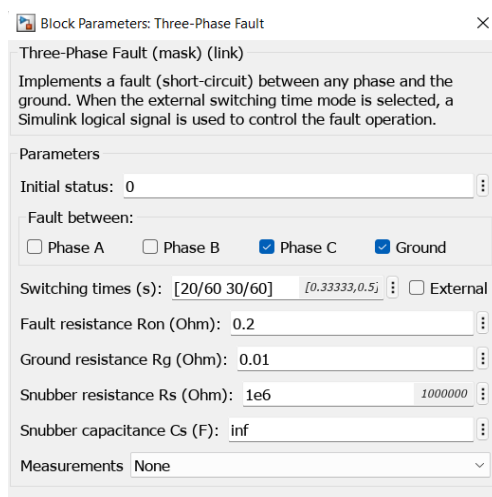 Block Parameters: Three-Phase Fault
Three-Phase Fault (mask) (link)
Implements a fault (short-circuit) between any phase and the
ground. When the external switching time mode is selected, a
Simulink logical signal is used to control the fault operation.
Parameters
Initial status: 0
Fault between:
Phase A Phase B Phase C Ground
Switching times (s): [20/60 30/60] [0.33333,0.5] External
Fault resistance Ron (Ohm): 0.2
Ground resistance Rg (Ohm): 0.01
Snubber resistance Rs (Ohm): 1e6 1000000
Snubber capacitance Cs (F): inf
Measurements None